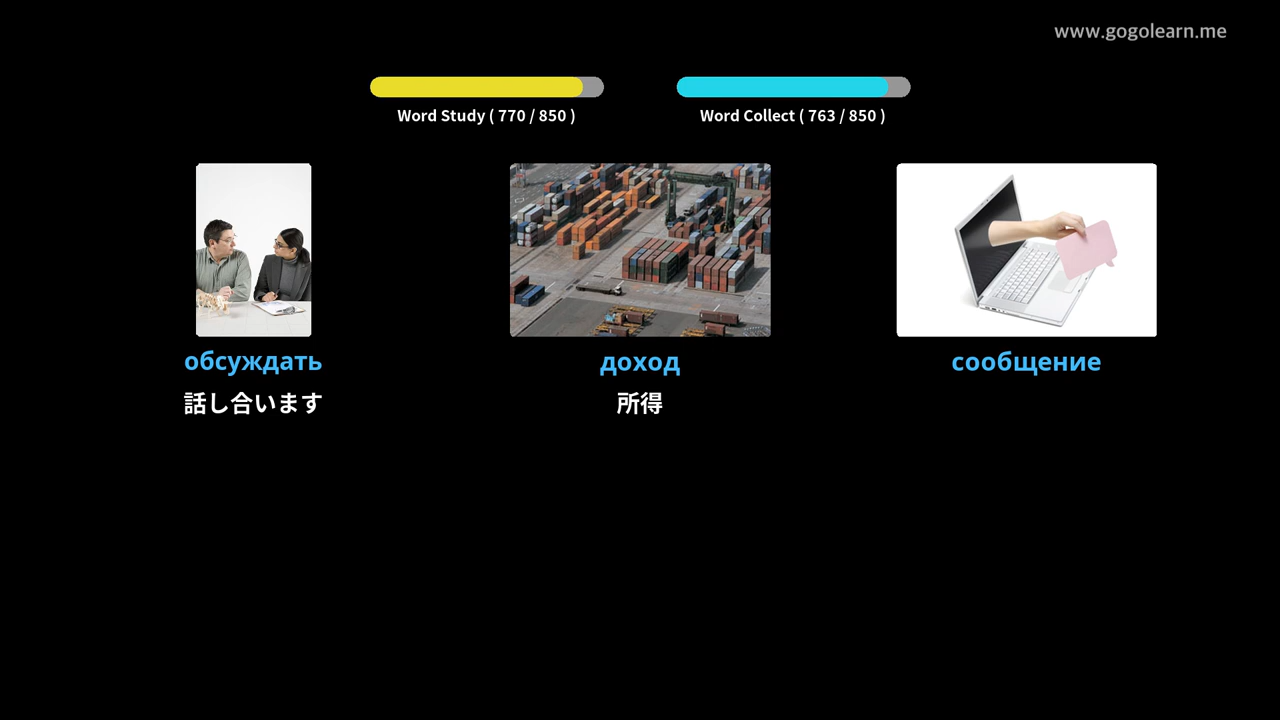 www.gogolearn.me
Word Study ( 770 / 850 )
Word Collect ( 763 / 850 )
обсуждать
доход
сообщение
話し合います
所得